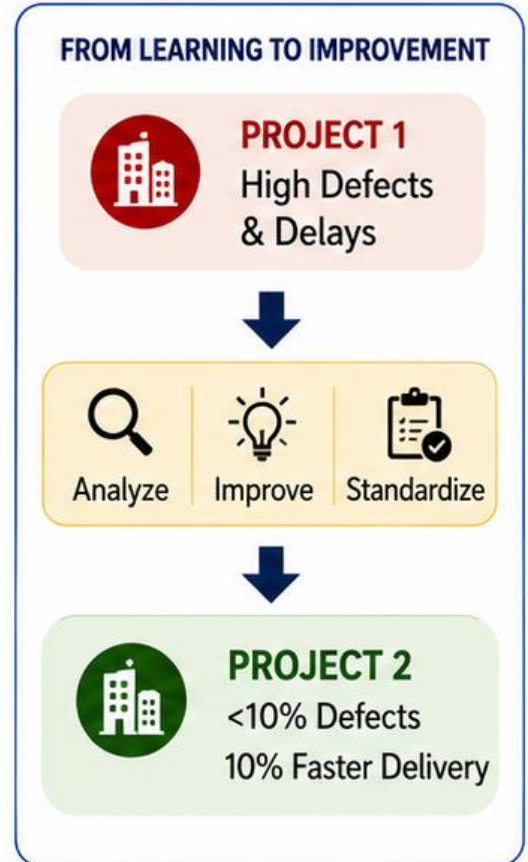 FROM LEARNING TO IMPROVEMENT
PROJECT 1
High Defects
& Delays
Analyze
Improve
Standardize
PROJECT 2
<10% Defects
10% Faster Delivery